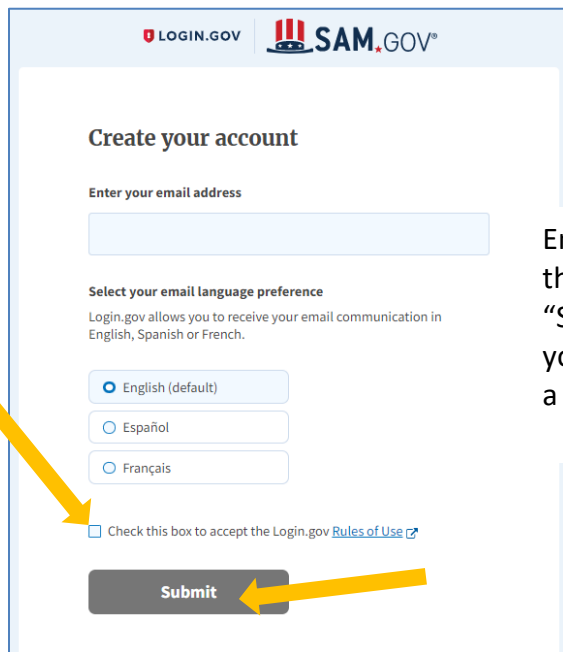 LOGIN.GOV SAM.GOV®
Create your account
Enter your email address
Select your email language preference
Login.gov allows you to receive your email communication in
English, Spanish or French.
English (default)
Español
Français
Check this box to accept the Login.gov Rules of Use
Submit
“S
a